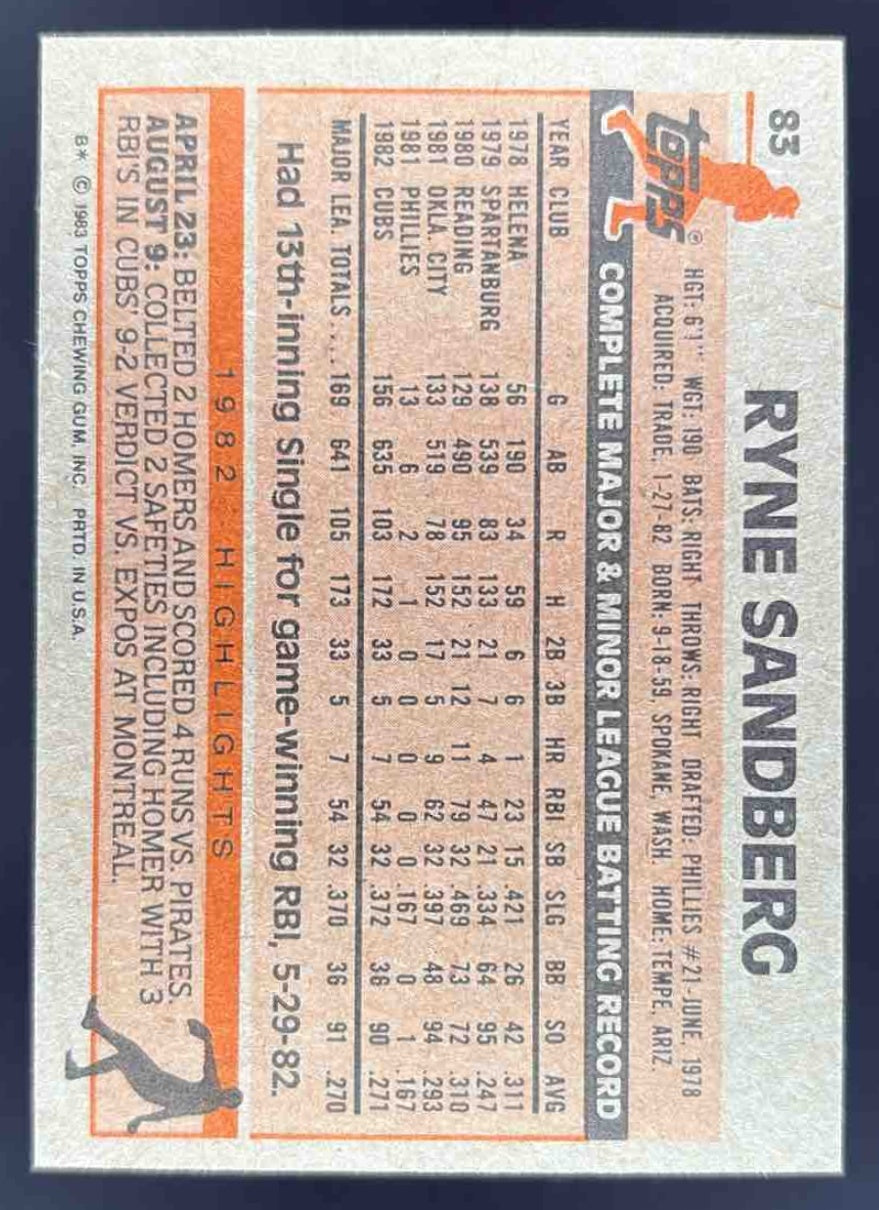 83
RYNE SANDBERG
TOPPS®
HGT: 6'1" WGT: 190 BATS: RIGHT THROWS: RIGHT DRAFTED: PHILLIES #21-JUNE, 1978
ACQUIRED: TRADE, 1-27-82 BORN: 9-18-59, SPOKANE, WASH. HOME: TEMPE, ARIZ.
COMPLETE MAJOR & MINOR LEAGUE BATTING RECORD
YEAR CLUB G AB R H 2B 3B HR RBI SB SLG BB SO AVG
1978 HELENA 56 190 34 59 6 6 1 23 15 .421 26 42 .311
1979 SPARTANBURG 138 539 83 133 21 7 4 47 21 .334 64 95 .247
1980 READING 129 490 95 152 21 12 11 79 32 .469 73 72 .310
1981 OKLA. CITY 133 519 78 152 17 5 9 62 32 .397 48 94 .293
1981 PHILLIES 13 6 2 1 0 0 0 0 0 .167 0 1 .167
1982 CUBS 156 635 103 172 33 5 7 54 32 .372 36 90 .271
MAJOR LEA. TOTALS .... 169 641 105 173 33 5 7 54 32 .370 36 91 .270
Had 13th-inning Single for game-winning RBI, 5-29-82.
1982 HIGHLIGHTS
APRIL 23: BELTED 2 HOMERS AND SCORED 4 RUNS VS. PIRATES.
AUGUST 9: COLLECTED 2 SAFETIES INCLUDING HOMER WITH 3
RBI'S IN CUBS' 9-2 VERDICT VS. EXPOS AT MONTREAL.
B* © 1983 TOPPS CHEWING GUM, INC. PRTD. IN U.S.A.